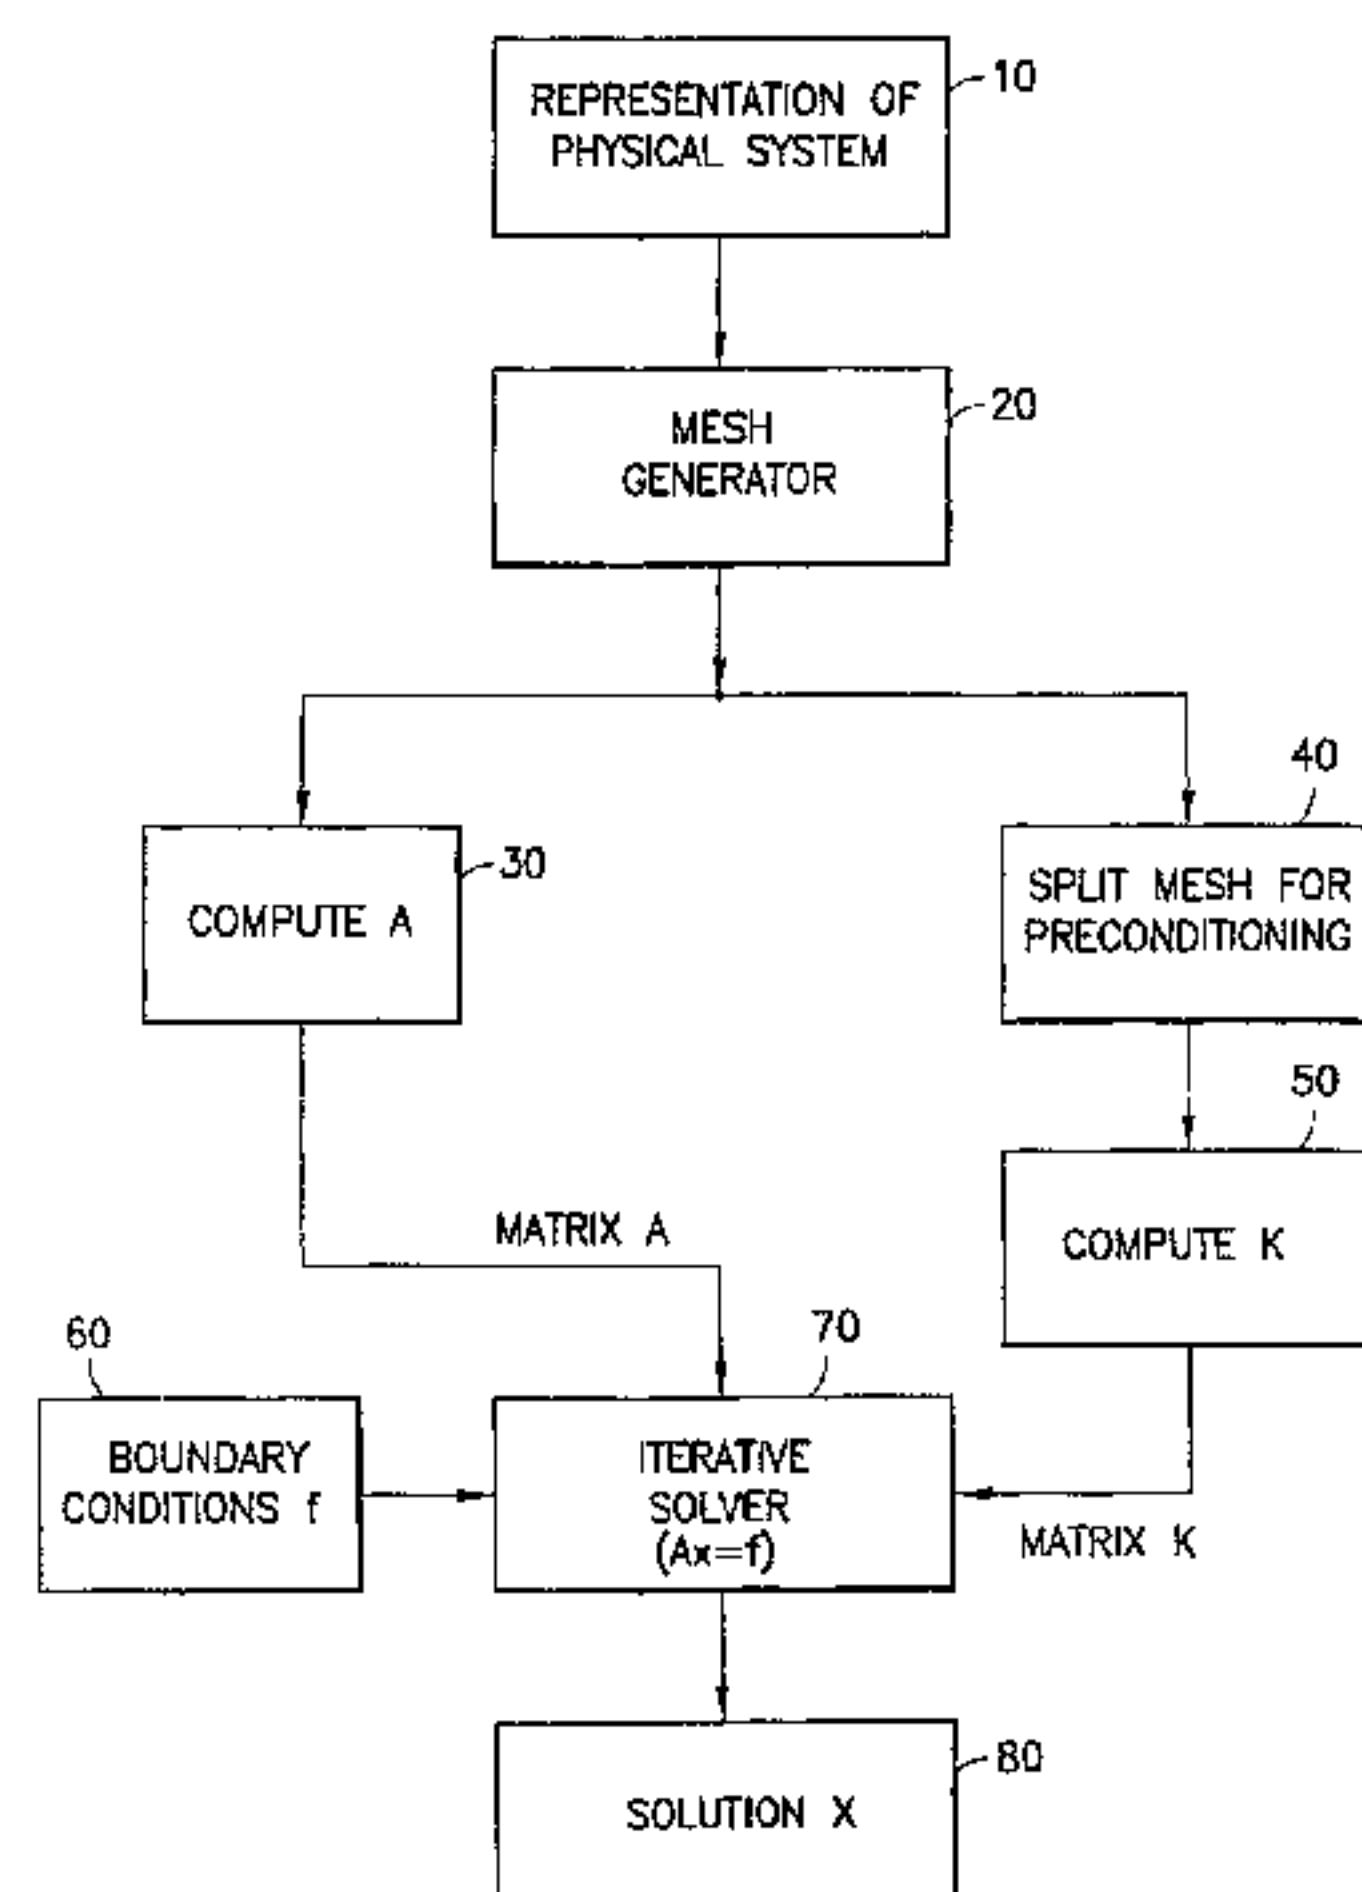 REPRESENTATION OF
PHYSICAL SYSTEM
10
MESH
GENERATOR
20
COMPUTE A
30
40
SPLIT MESH FOR
PRECONDITIONING
50
COMPUTE K
MATRIX A
60
BOUNDARY
CONDITIONS f
70
ITERATIVE
SOLVER
(Ax=f)
MATRIX K
SOLUTION X
80